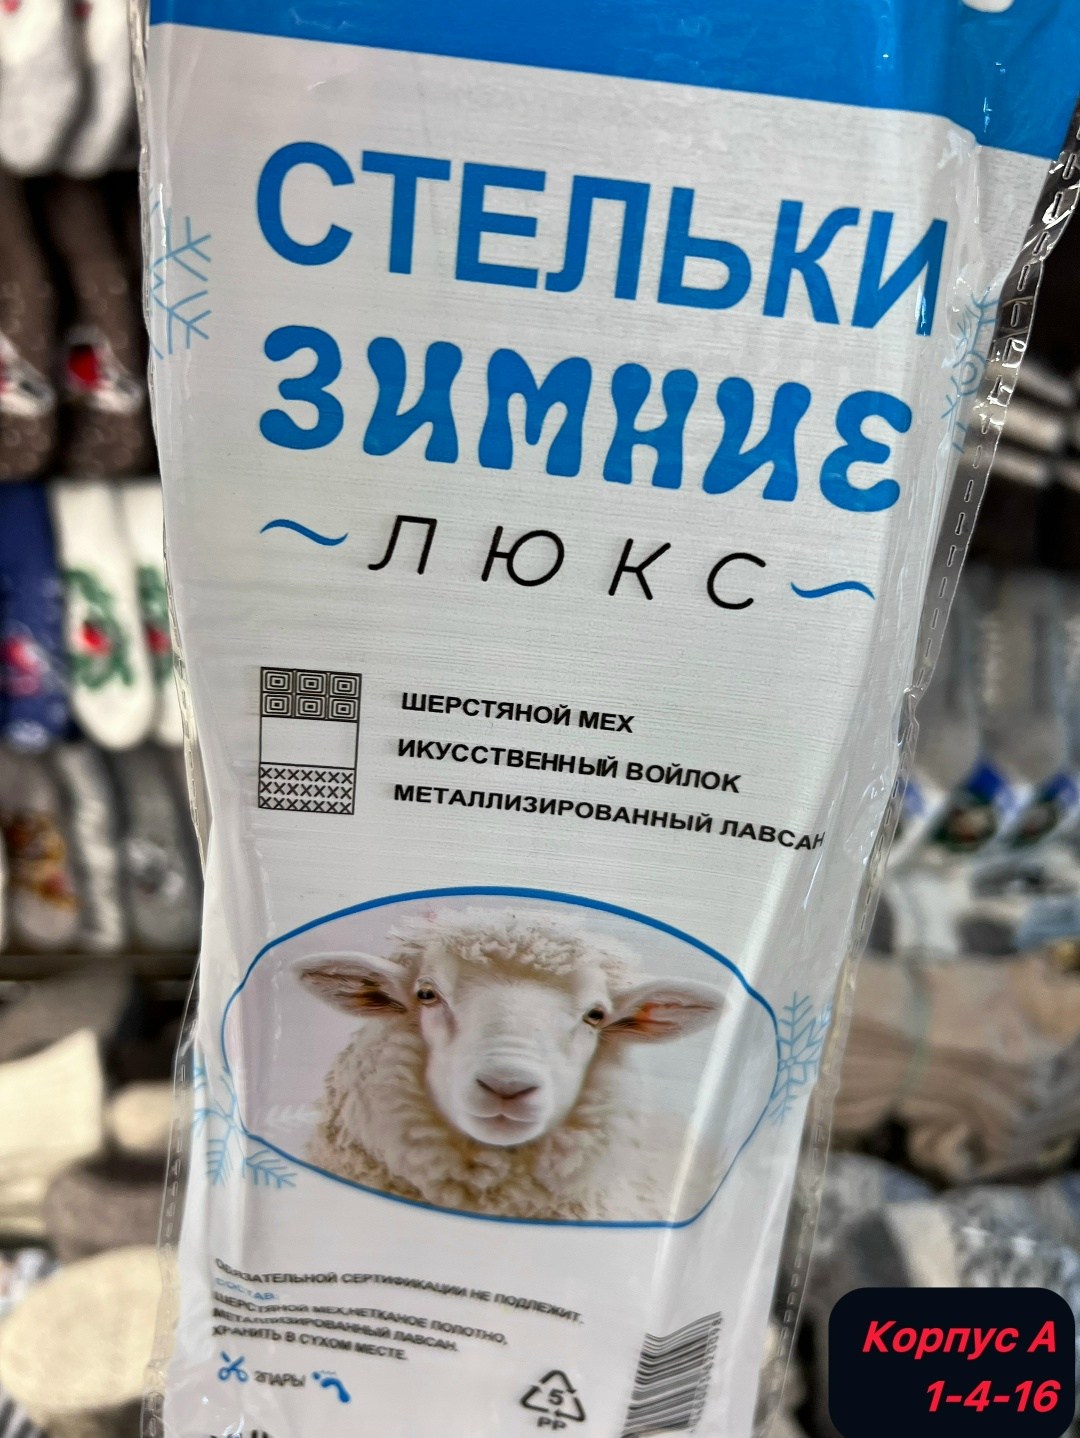 СТЕЛЬКИ
ЗИМНИЕ
~ЛЮКС~
ШЕРСТЯНОЙ МЕХ
ИКУССТВЕННЫЙ ВОЙЛОК
МЕТАЛЛИЗИРОВАННЫЙ ЛАВСАН
ОБЯЗАТЕЛЬНОЙ СЕРТИФИКАЦИИ НЕ ПОДЛЕЖИТ.
СОСТАВ:
ШЕРСТЯНОЙ МЕХ,НЕТКАНОЕ ПОЛОТНО,
МЕТАЛЛИЗИРОВАННЫЙ ЛАВСАН.
ХРАНИТЬ В СУХОМ МЕСТЕ.
5
PP
Корпус А
1-4-16